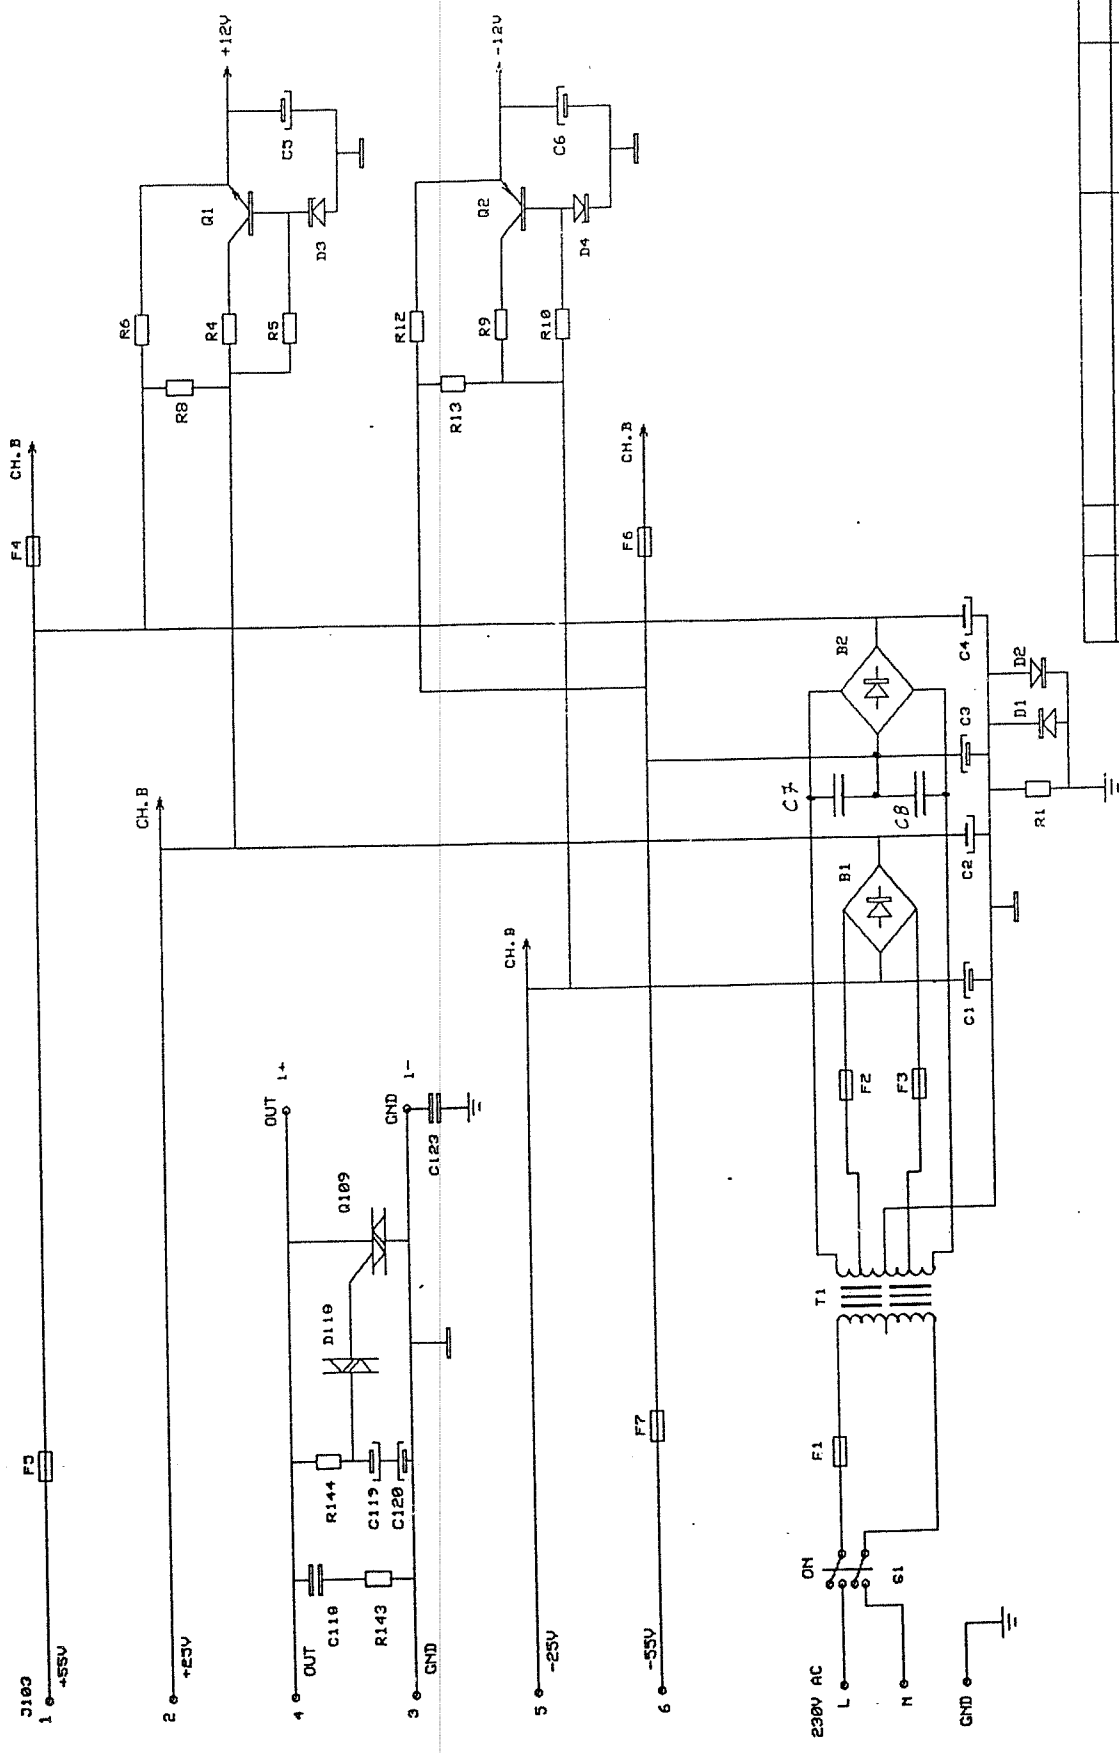 J103
1
+55V
F5
F4
CH.B
2
+25V
CH.B
R6
R8
R4
R5
Q1
D3
C5
+12V
4
OUT
C118
R143
R144
C119
C120
D118
Q109
OUT
1+
GND
1-
C123
3
GND
R12
R13
R9
R10
Q2
D4
C6
-12V
5
-25V
CH.B
6
-55V
F7
F6
CH.B
230V AC
L
N
GND
ON
S1
F1
T1
F2
F3
B1
B2
C7
C8
C1
C2
C3
C4
R1
D1
D2